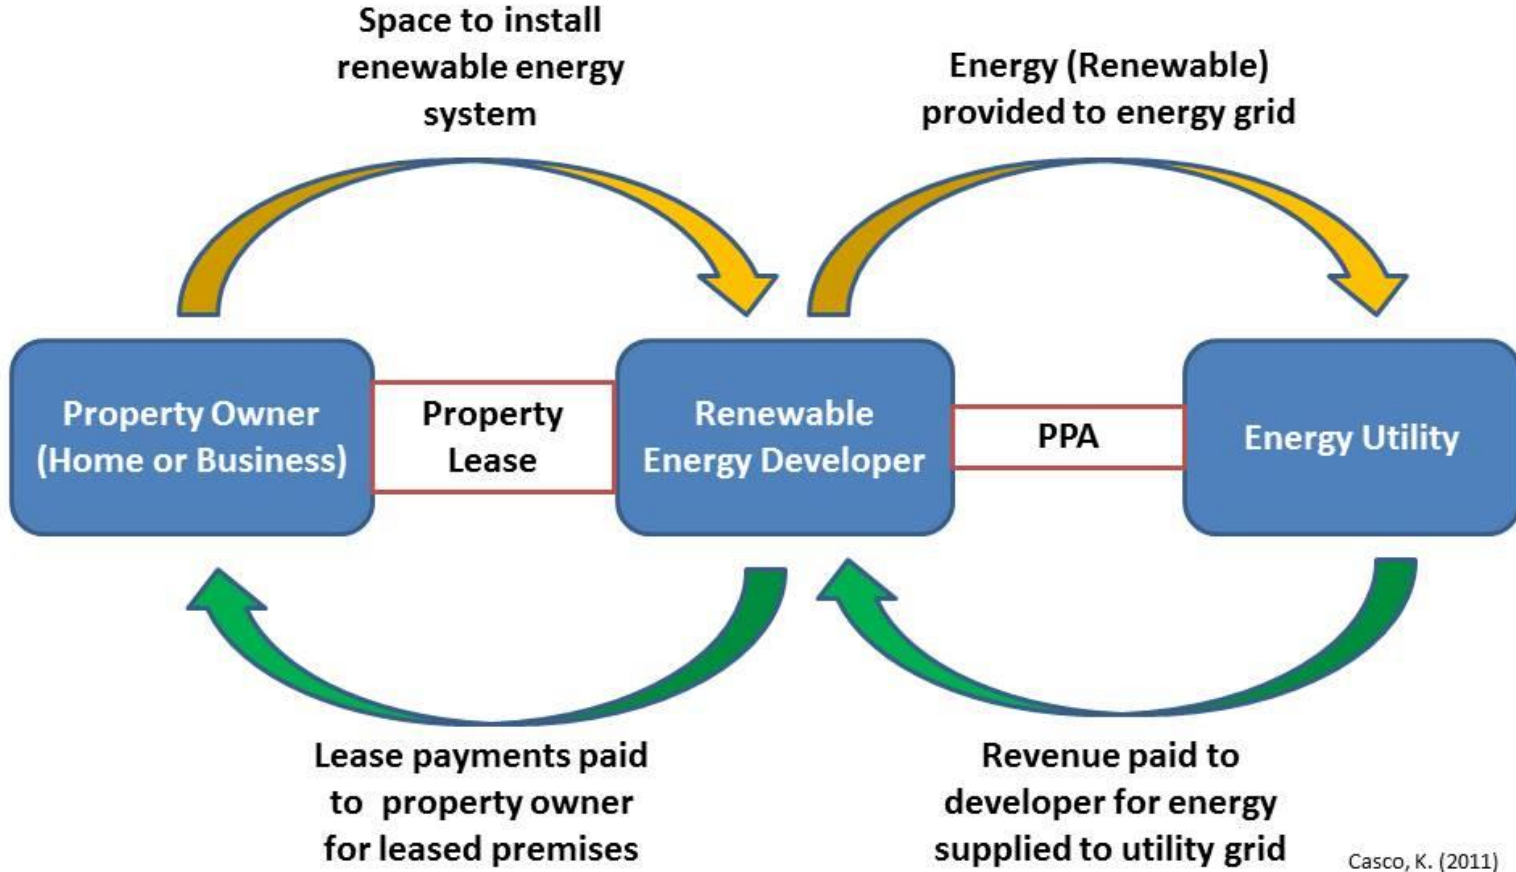 Space to install
renewable energy
system
Energy (Renewable)
provided to energy grid
Property Owner
(Home or Business)
Property
Lease
Renewable
Energy Developer
PPA
Energy Utility
Lease payments paid
to property owner
for leased premises
Revenue paid to
developer for energy
supplied to utility grid
Casco, K. (2011)